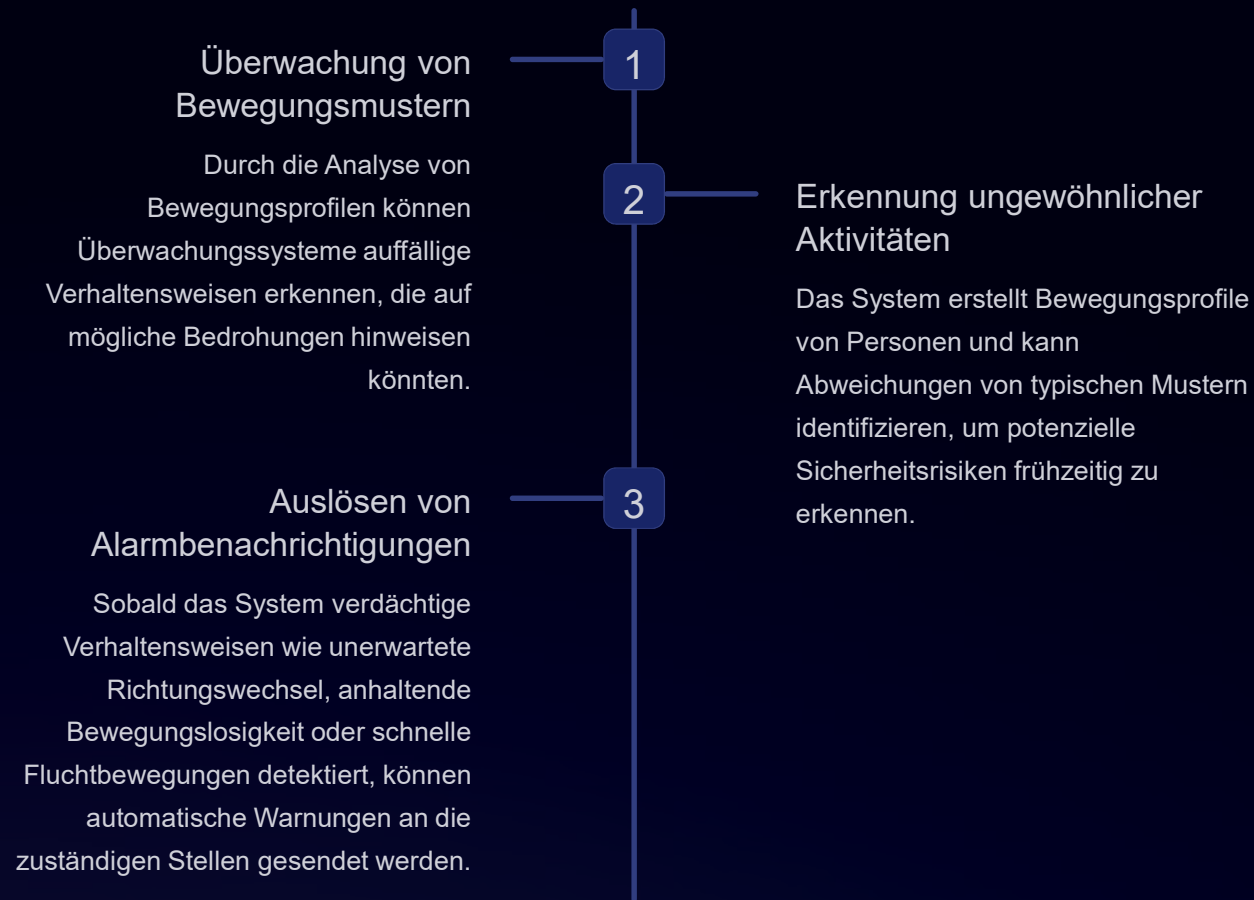 1
Überwachung von
Bewegungsmustern
Durch die Analyse von
Bewegungsprofilen können
Überwachungssysteme auffällige
Verhaltensweisen erkennen, die auf
mögliche Bedrohungen hinweisen
könnten.
2
Erkennung ungewöhnlicher
Aktivitäten
Das System erstellt Bewegungsprofile
von Personen und kann
Abweichungen von typischen Mustern
identifizieren, um potenzielle
Sicherheitsrisiken frühzeitig zu
erkennen.
3
Auslösen von
Alarmbenachrichtigungen
Sobald das System verdächtige
Verhaltensweisen wie unerwartete
Richtungswechsel, anhaltende
Bewegungslosigkeit oder schnelle
Fluchtbewegungen detektiert, können
automatische Warnungen an die
zuständigen Stellen gesendet werden.